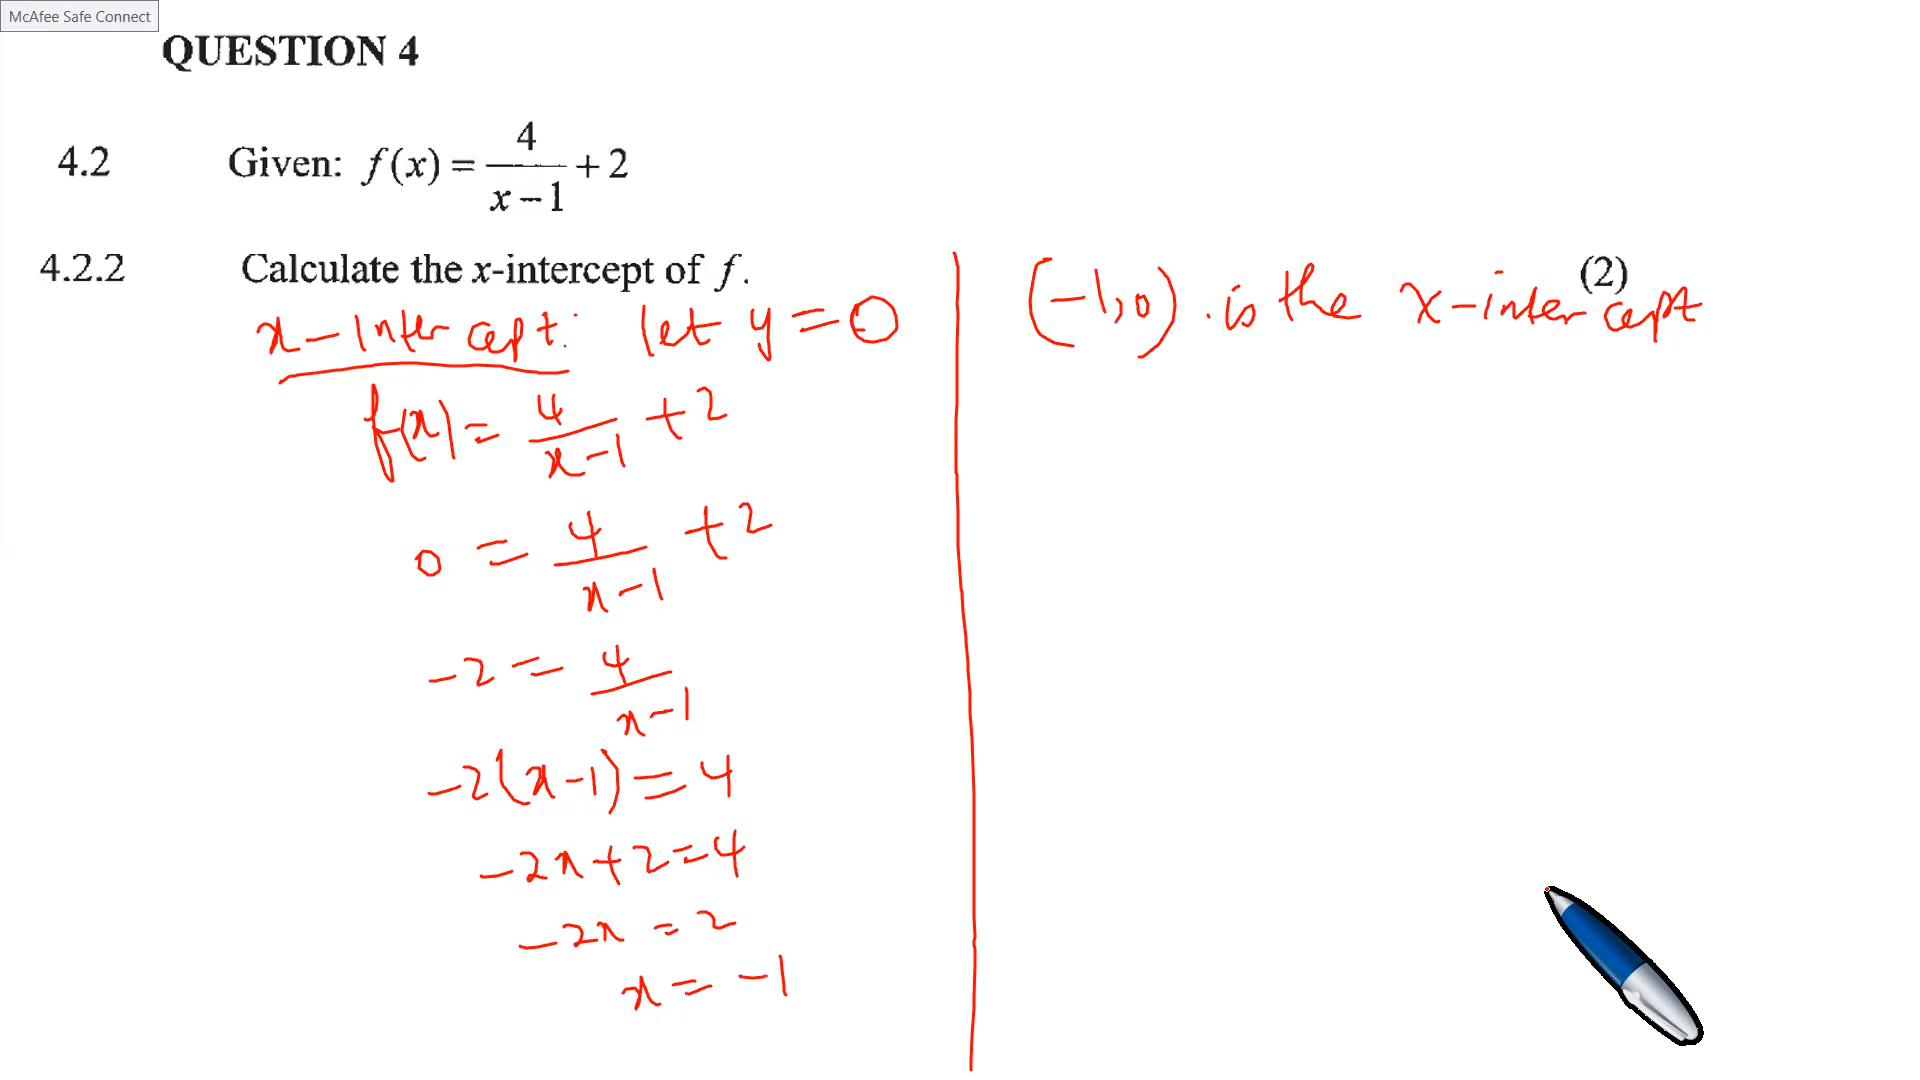 McAfee Safe Connect
QUESTION 4
4.2 Given: f(x) = 4/(x − 1) + 2
4.2.2 Calculate the x-intercept of f. (2)
x-Intercept: let y = 0
f(x) = 4/(x-1) + 2
0 = 4/(x-1) + 2
-2 = 4/(x-1)
-2(x-1) = 4
-2x+2=4
-2x = 2
x = -1
(-1;0). is the x-intercept